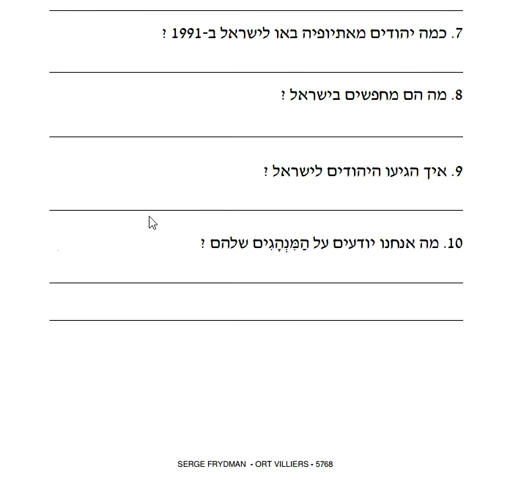 7. כמה יהודים מאתיופיה באו לישראל ב-1991 ?
8. מה הם מחפשים בישראל ?
9. איך הגיעו היהודים לישראל ?
10. מה אנחנו יודעים על הַמִּנְהָגִים שלהם ?
SERGE FRYDMAN • ORT VILLIERS • 5768